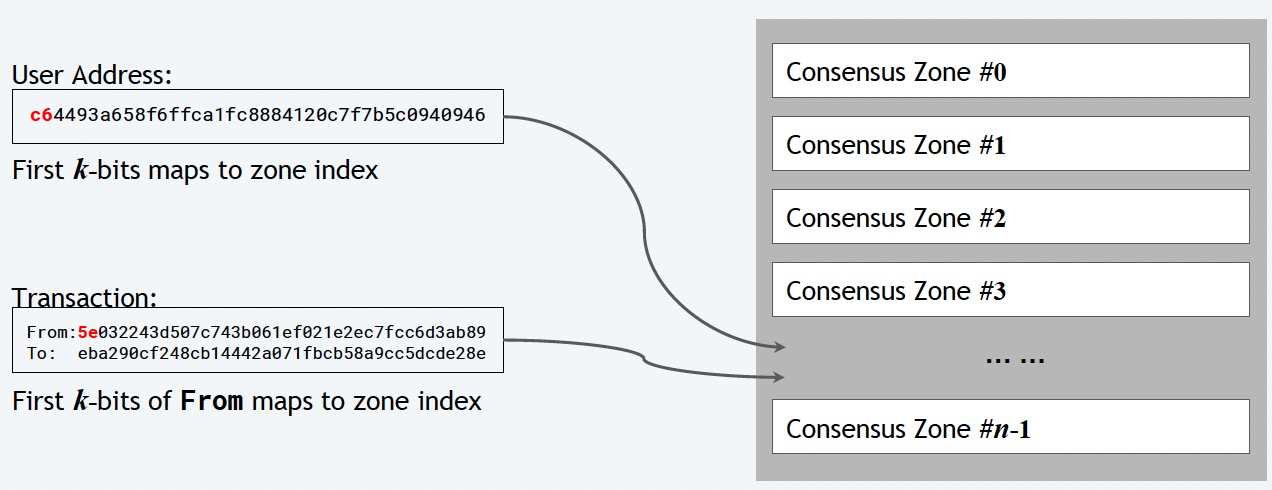 User Address:
c64493a658f6ffca1fc8884120c7f7b5c0940946
First k-bits maps to zone index
Transaction:
From:5e032243d507c743b061ef021e2ec7fcc6d3ab89
To: eba290cf248cb14442a071fbcb58a9cc5dcde28e
First k-bits of From maps to zone index
Consensus Zone #0
Consensus Zone #1
Consensus Zone #2
Consensus Zone #3
... ...
Consensus Zone #n-1